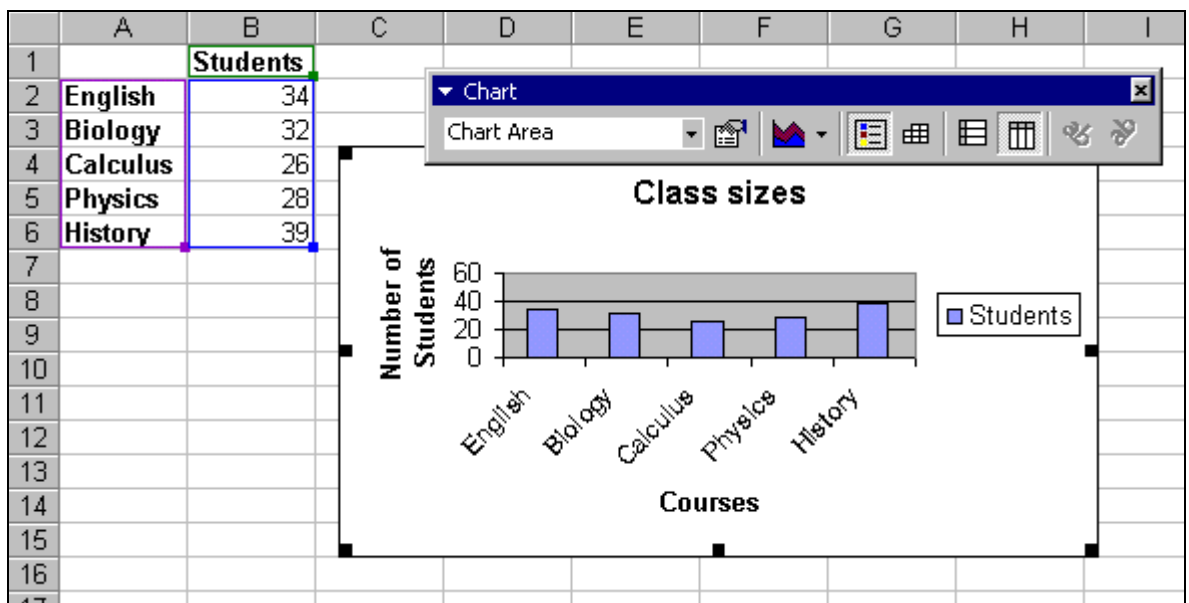 A B C D E F G H I
1 Students
2 English 34
3 Biology 32
4 Calculus 26
5 Physics 28
6 History 39
7
8
9
10
11
12
13
14
15
16
17
Chart
Chart Area
Class sizes
Number of
Students
60
40
20
0
English Biology Calculus Physics History
Courses
Students